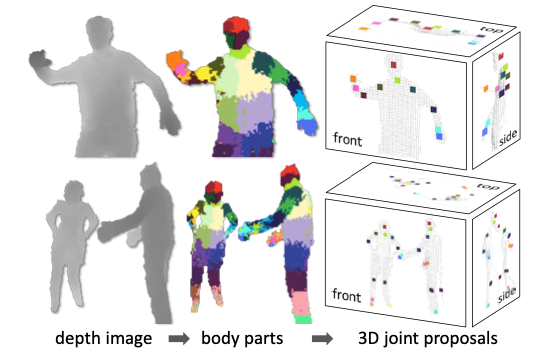 top
front
side
top
front
side
depth image ➡ body parts ➡ 3D joint proposals